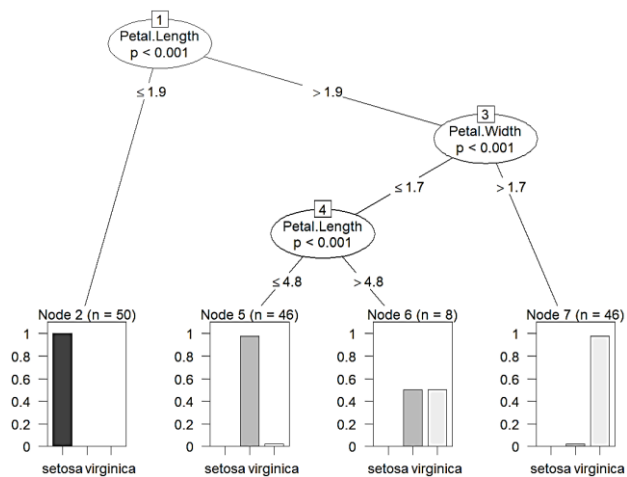 1
Petal.Length
p < 0.001
≤ 1.9
> 1.9
3
Petal.Width
p < 0.001
≤ 1.7
> 1.7
4
Petal.Length
p < 0.001
≤ 4.8
> 4.8
Node 2 (n = 50)
1
0.8
0.6
0.4
0.2
0
setosa virginica
Node 5 (n = 46)
1
0.8
0.6
0.4
0.2
0
setosa virginica
Node 6 (n = 8)
1
0.8
0.6
0.4
0.2
0
setosa virginica
Node 7 (n = 46)
1
0.8
0.6
0.4
0.2
0
setosa virginica